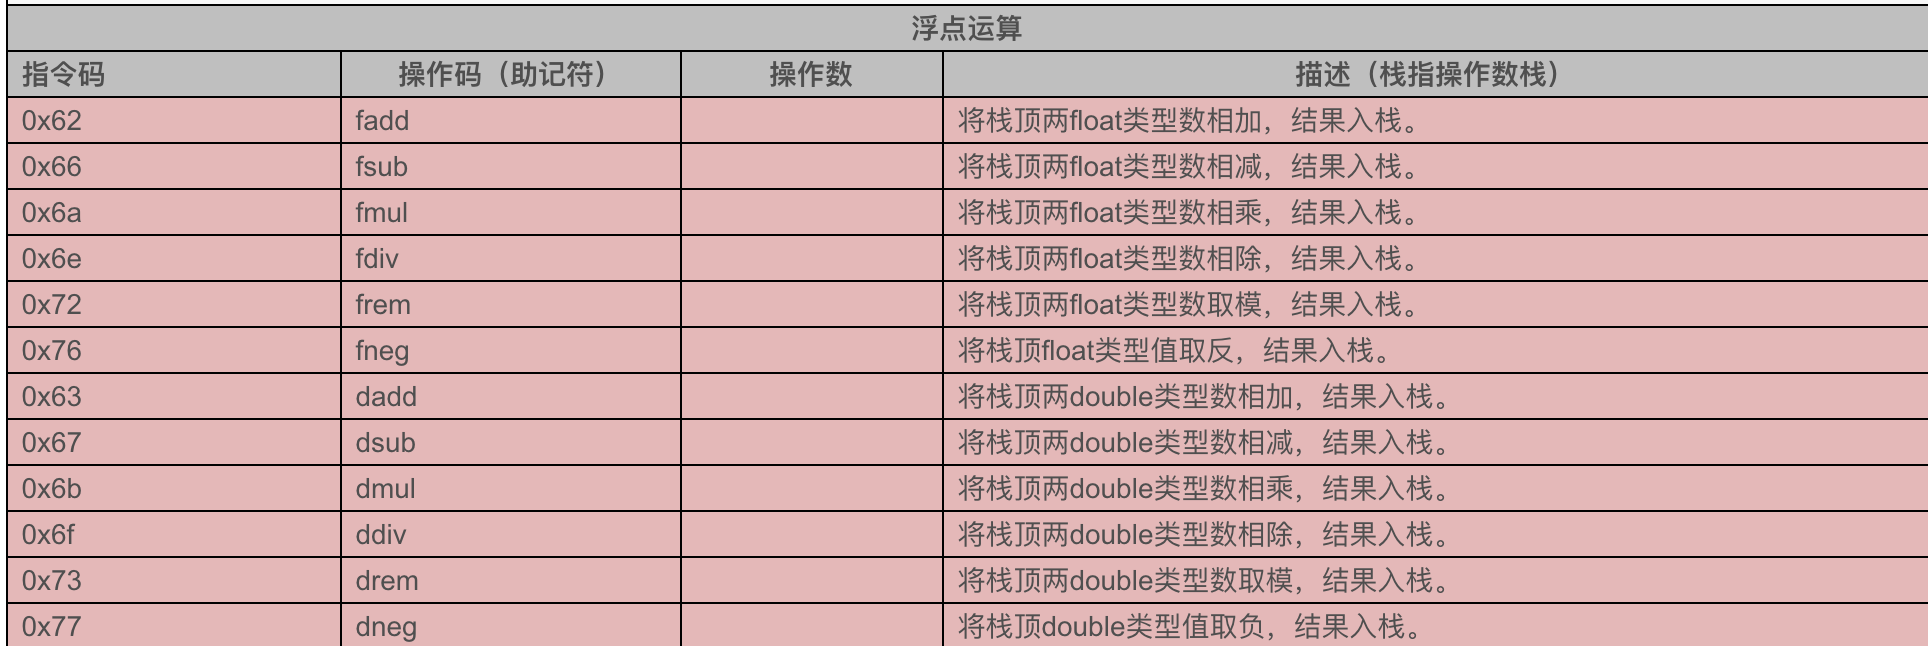 浮点运算
指令码 操作码（助记符） 操作数 描述（栈指操作数栈）
0x62 fadd 将栈顶两float类型数相加，结果入栈。
0x66 fsub 将栈顶两float类型数相减，结果入栈。
0x6a fmul 将栈顶两float类型数相乘，结果入栈。
0x6e fdiv 将栈顶两float类型数相除，结果入栈。
0x72 frem 将栈顶两float类型数取模，结果入栈。
0x76 fneg 将栈顶float类型值取反，结果入栈。
0x63 dadd 将栈顶两double类型数相加，结果入栈。
0x67 dsub 将栈顶两double类型数相减，结果入栈。
0x6b dmul 将栈顶两double类型数相乘，结果入栈。
0x6f ddiv 将栈顶两double类型数相除，结果入栈。
0x73 drem 将栈顶两double类型数取模，结果入栈。
0x77 dneg 将栈顶double类型值取负，结果入栈。